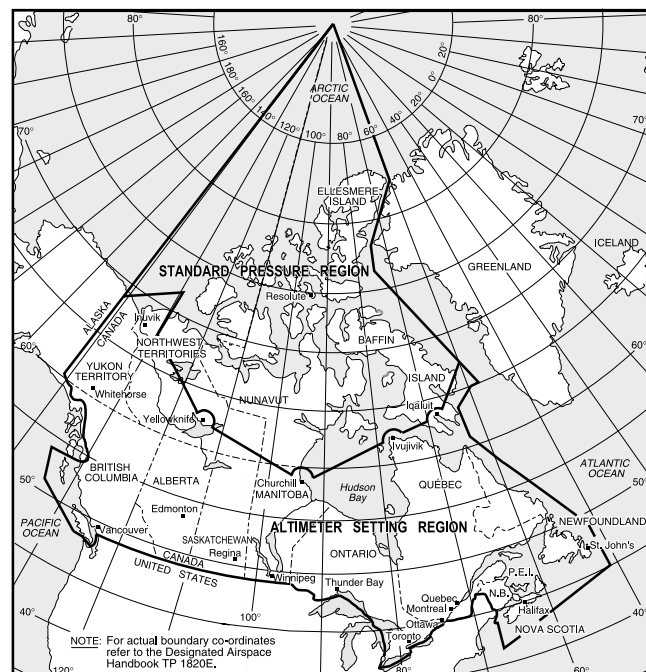 80°
80°
160°
160°
160°
160°
140°
120°
100°
80°
60°
40°
20°
0°
20°
ARCTIC
OCEAN
70°
70°
ELLESMERE
ISLAND
ICELAND
GREENLAND
STANDARD PRESSURE REGION
Resolute
ALASKA
CANADA
Inuvik
60°
60°
BAFFIN
ISLAND
NORTHWEST
TERRITORIES
YUKON
TERRITORY
Whitehorse
NUNAVUT
Yellowknife
Iqaluit
Ivujivik
50°
50°
BRITISH
COLUMBIA
ALBERTA
Churchill
MANITOBA
Hudson
Bay
QUÉBEC
ATLANTIC
OCEAN
Edmonton
PACIFIC
OCEAN
Vancouver
SASKATCHEWAN
Regina
ALTIMETER SETTING REGION
NEWFOUNDLAND
St. John's
CANADA
UNITED STATES
ONTARIO
Winnipeg
Thunder Bay
P.E.I.
N.B.
Quebec
Montreal
Ottawa
Toronto
Halifax
NOVA SCOTIA
40°
40°
100°
80°
60°
120°
NOTE: For actual boundary co-ordinates
refer to the Designated Airspace
Handbook TP 1820E.